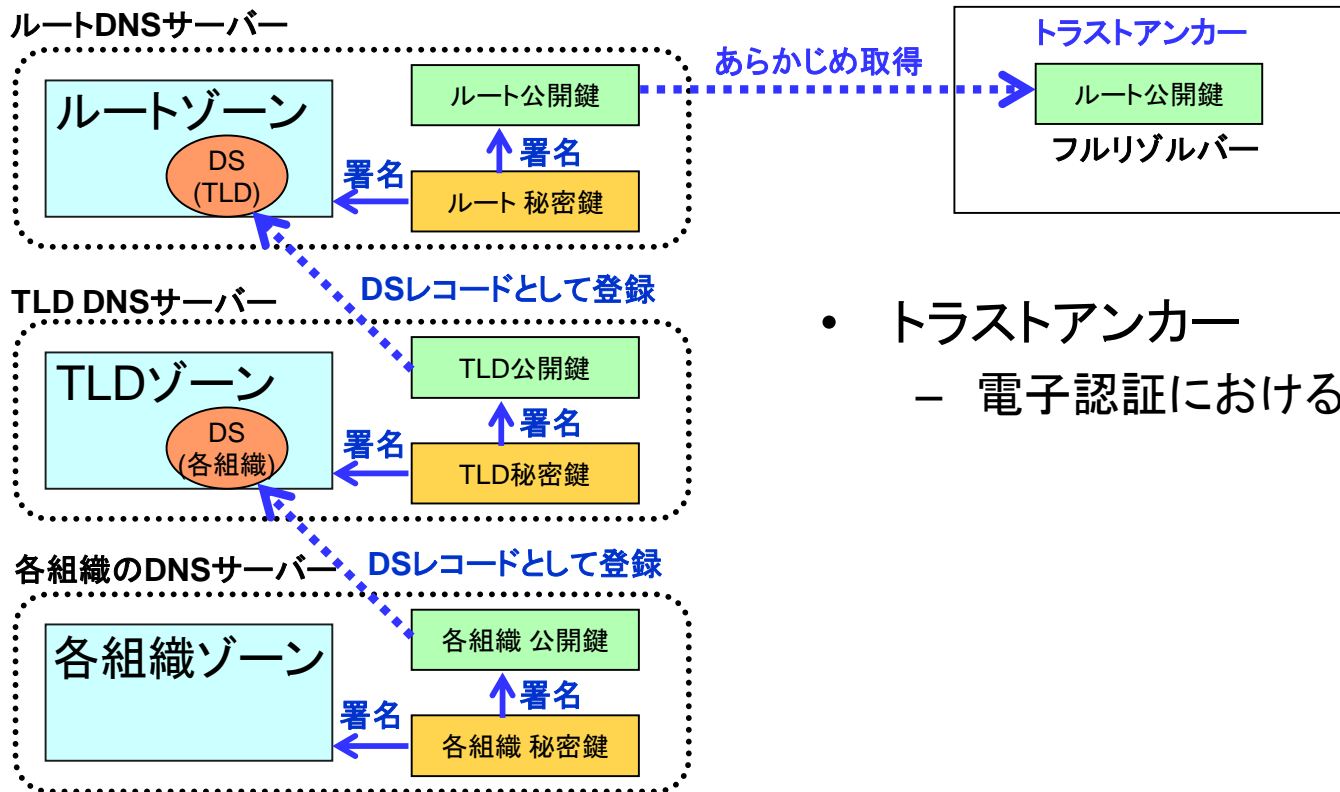 ルートDNSサーバー
ルートゾーン
DS
(TLD)
署名
ルート公開鍵
署名
ルート 秘密鍵
あらかじめ取得
トラストアンカー
ルート公開鍵
フルリゾルバー
DSレコードとして登録
TLD DNSサーバー
TLDゾーン
DS
(各組織)
署名
TLD公開鍵
署名
TLD秘密鍵
• トラストアンカー
– 電子認証における
DSレコードとして登録
各組織のDNSサーバー
各組織ゾーン
署名
各組織 公開鍵
署名
各組織 秘密鍵